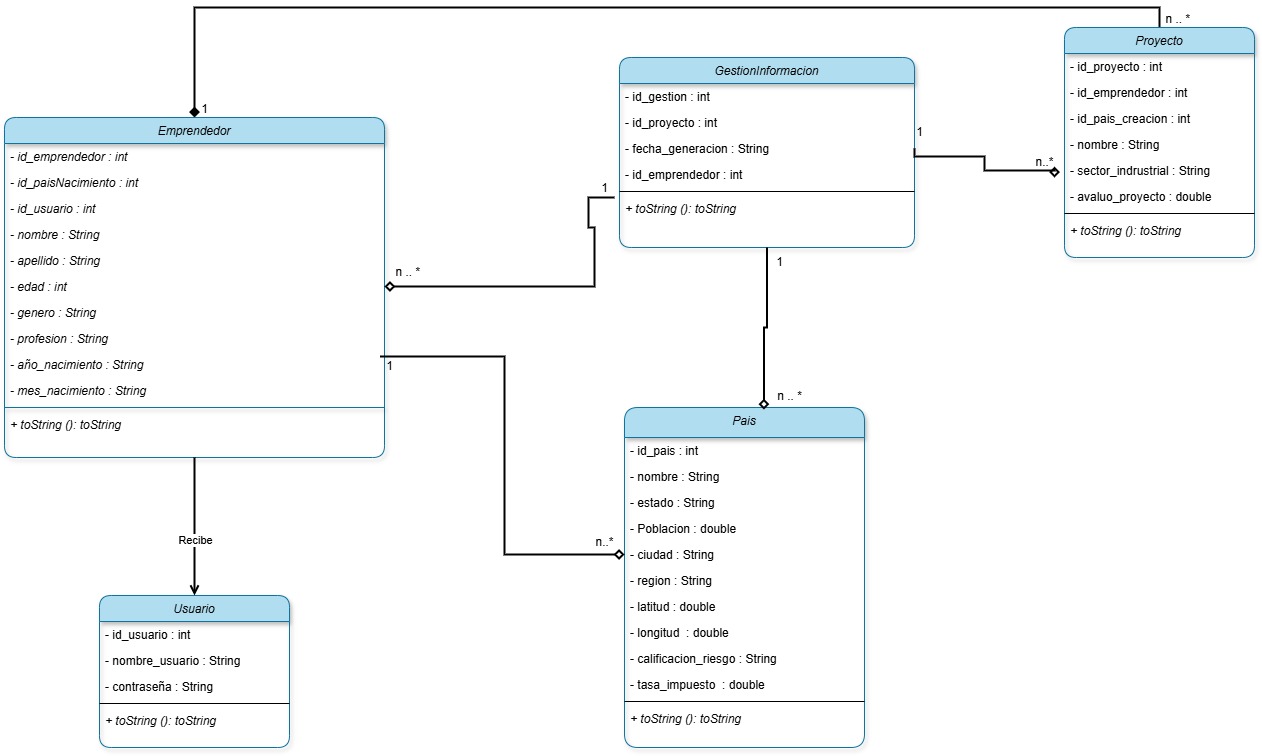 n .. *
Proyecto
- id_proyecto : int
- id_emprendedor : int
- id_pais_creacion : int
- nombre : String
- sector_indrustrial : String
- avaluo_proyecto : double
+ toString (): toString
GestionInformacion
- id_gestion : int
- id_proyecto : int
- fecha_generacion : String
- id_emprendedor : int
+ toString (): toString
1
n..*
1
Emprendedor
- id_emprendedor : int
- id_paisNacimiento : int
- id_usuario : int
- nombre : String
- apellido : String
- edad : int
- genero : String
- profesion : String
- año_nacimiento : String
- mes_nacimiento : String
+ toString (): toString
1
n .. *
1
1
n .. *
n..*
Pais
- id_pais : int
- nombre : String
- estado : String
- Poblacion : double
- ciudad : String
- region : String
- latitud : double
- longitud : double
- calificacion_riesgo : String
- tasa_impuesto : double
+ toString (): toString
Recibe
Usuario
- id_usuario : int
- nombre_usuario : String
- contraseña : String
+ toString (): toString